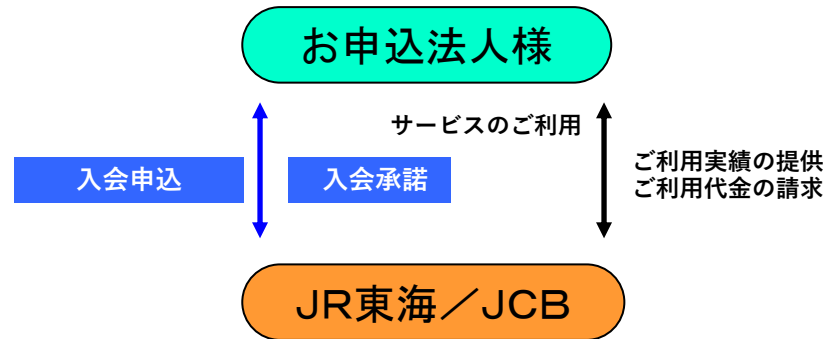 お申込法人様
サービスのご利用
入会申込
入会承諾
ご利用実績の提供
ご利用代金の請求
JR東海／JCB